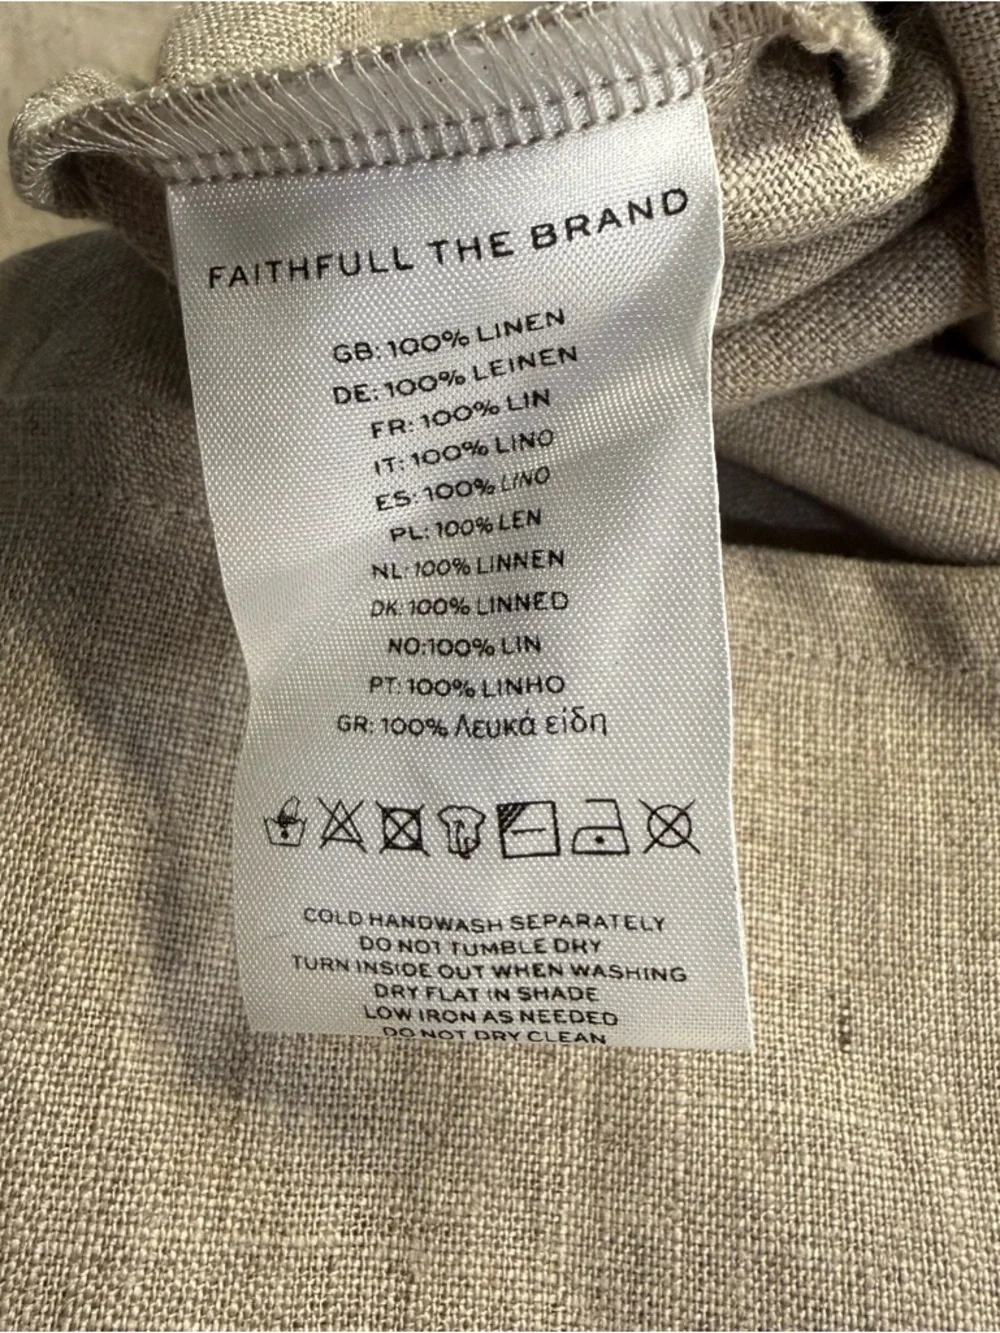 FAITHFULL THE BRAND
GB: 100% LINEN
DE: 100% LEINEN
FR: 100% LIN
IT: 100% LINO
ES: 100% LINO
PL: 100% LEN
NL: 100% LINNEN
DK: 100% LINNED
NO:100% LIN
PT: 100% LINHO
GR: 100% Λευκά είδη
COLD HANDWASH SEPARATELY
DO NOT TUMBLE DRY
TURN INSIDE OUT WHEN WASHING
DRY FLAT IN SHADE
LOW IRON AS NEEDED
DO NOT DRY CLEAN